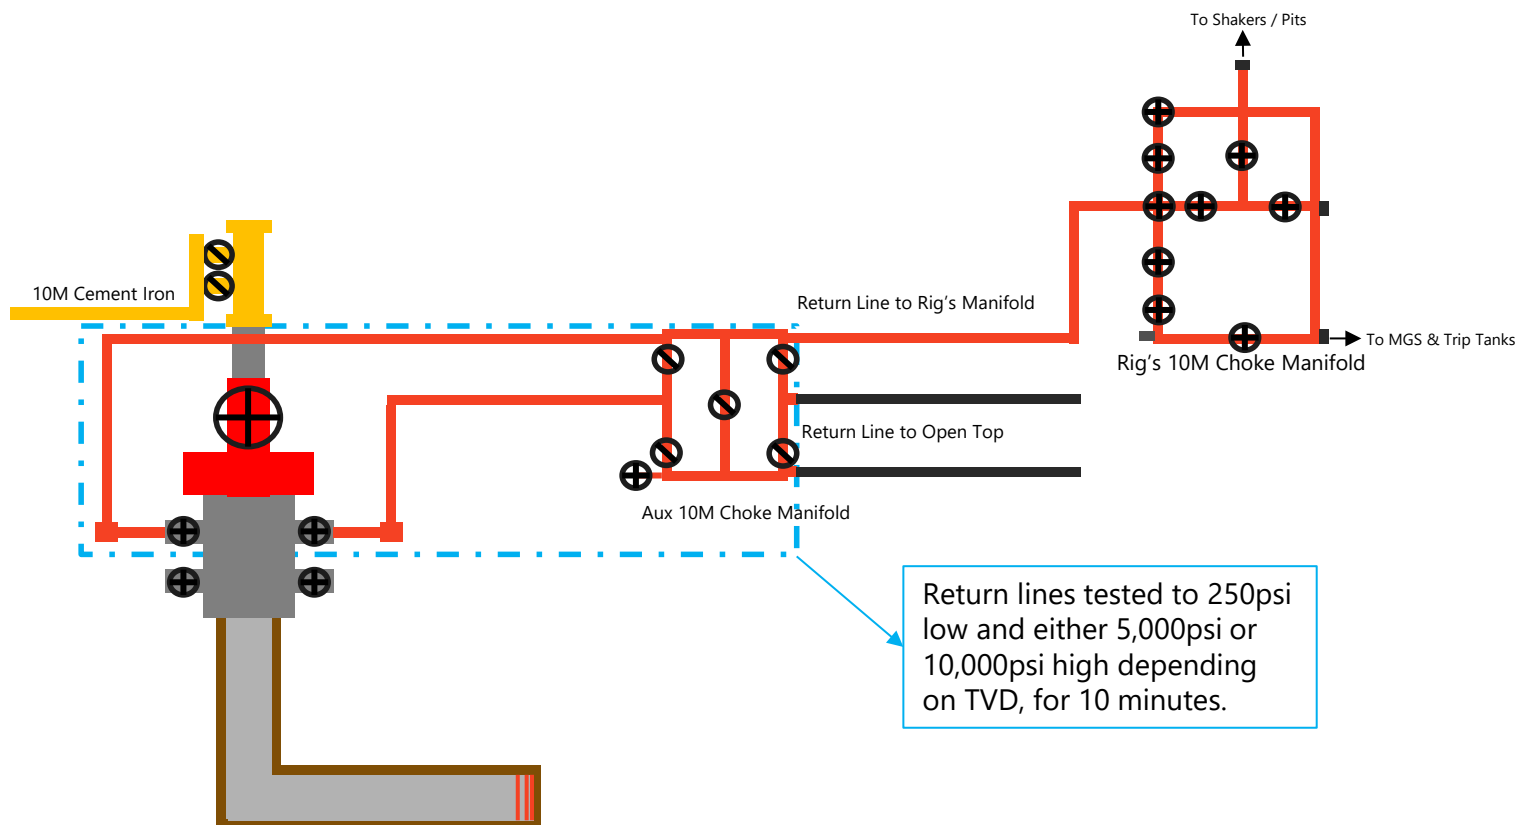 To Shakers / Pits
10M Cement Iron
Return Line to Rig's Manifold
To MGS & Trip Tanks
Rig's 10M Choke Manifold
Return Line to Open Top
Aux 10M Choke Manifold
Return lines tested to 250psi
low and either 5,000psi or
10,000psi high depending
on TVD, for 10 minutes.